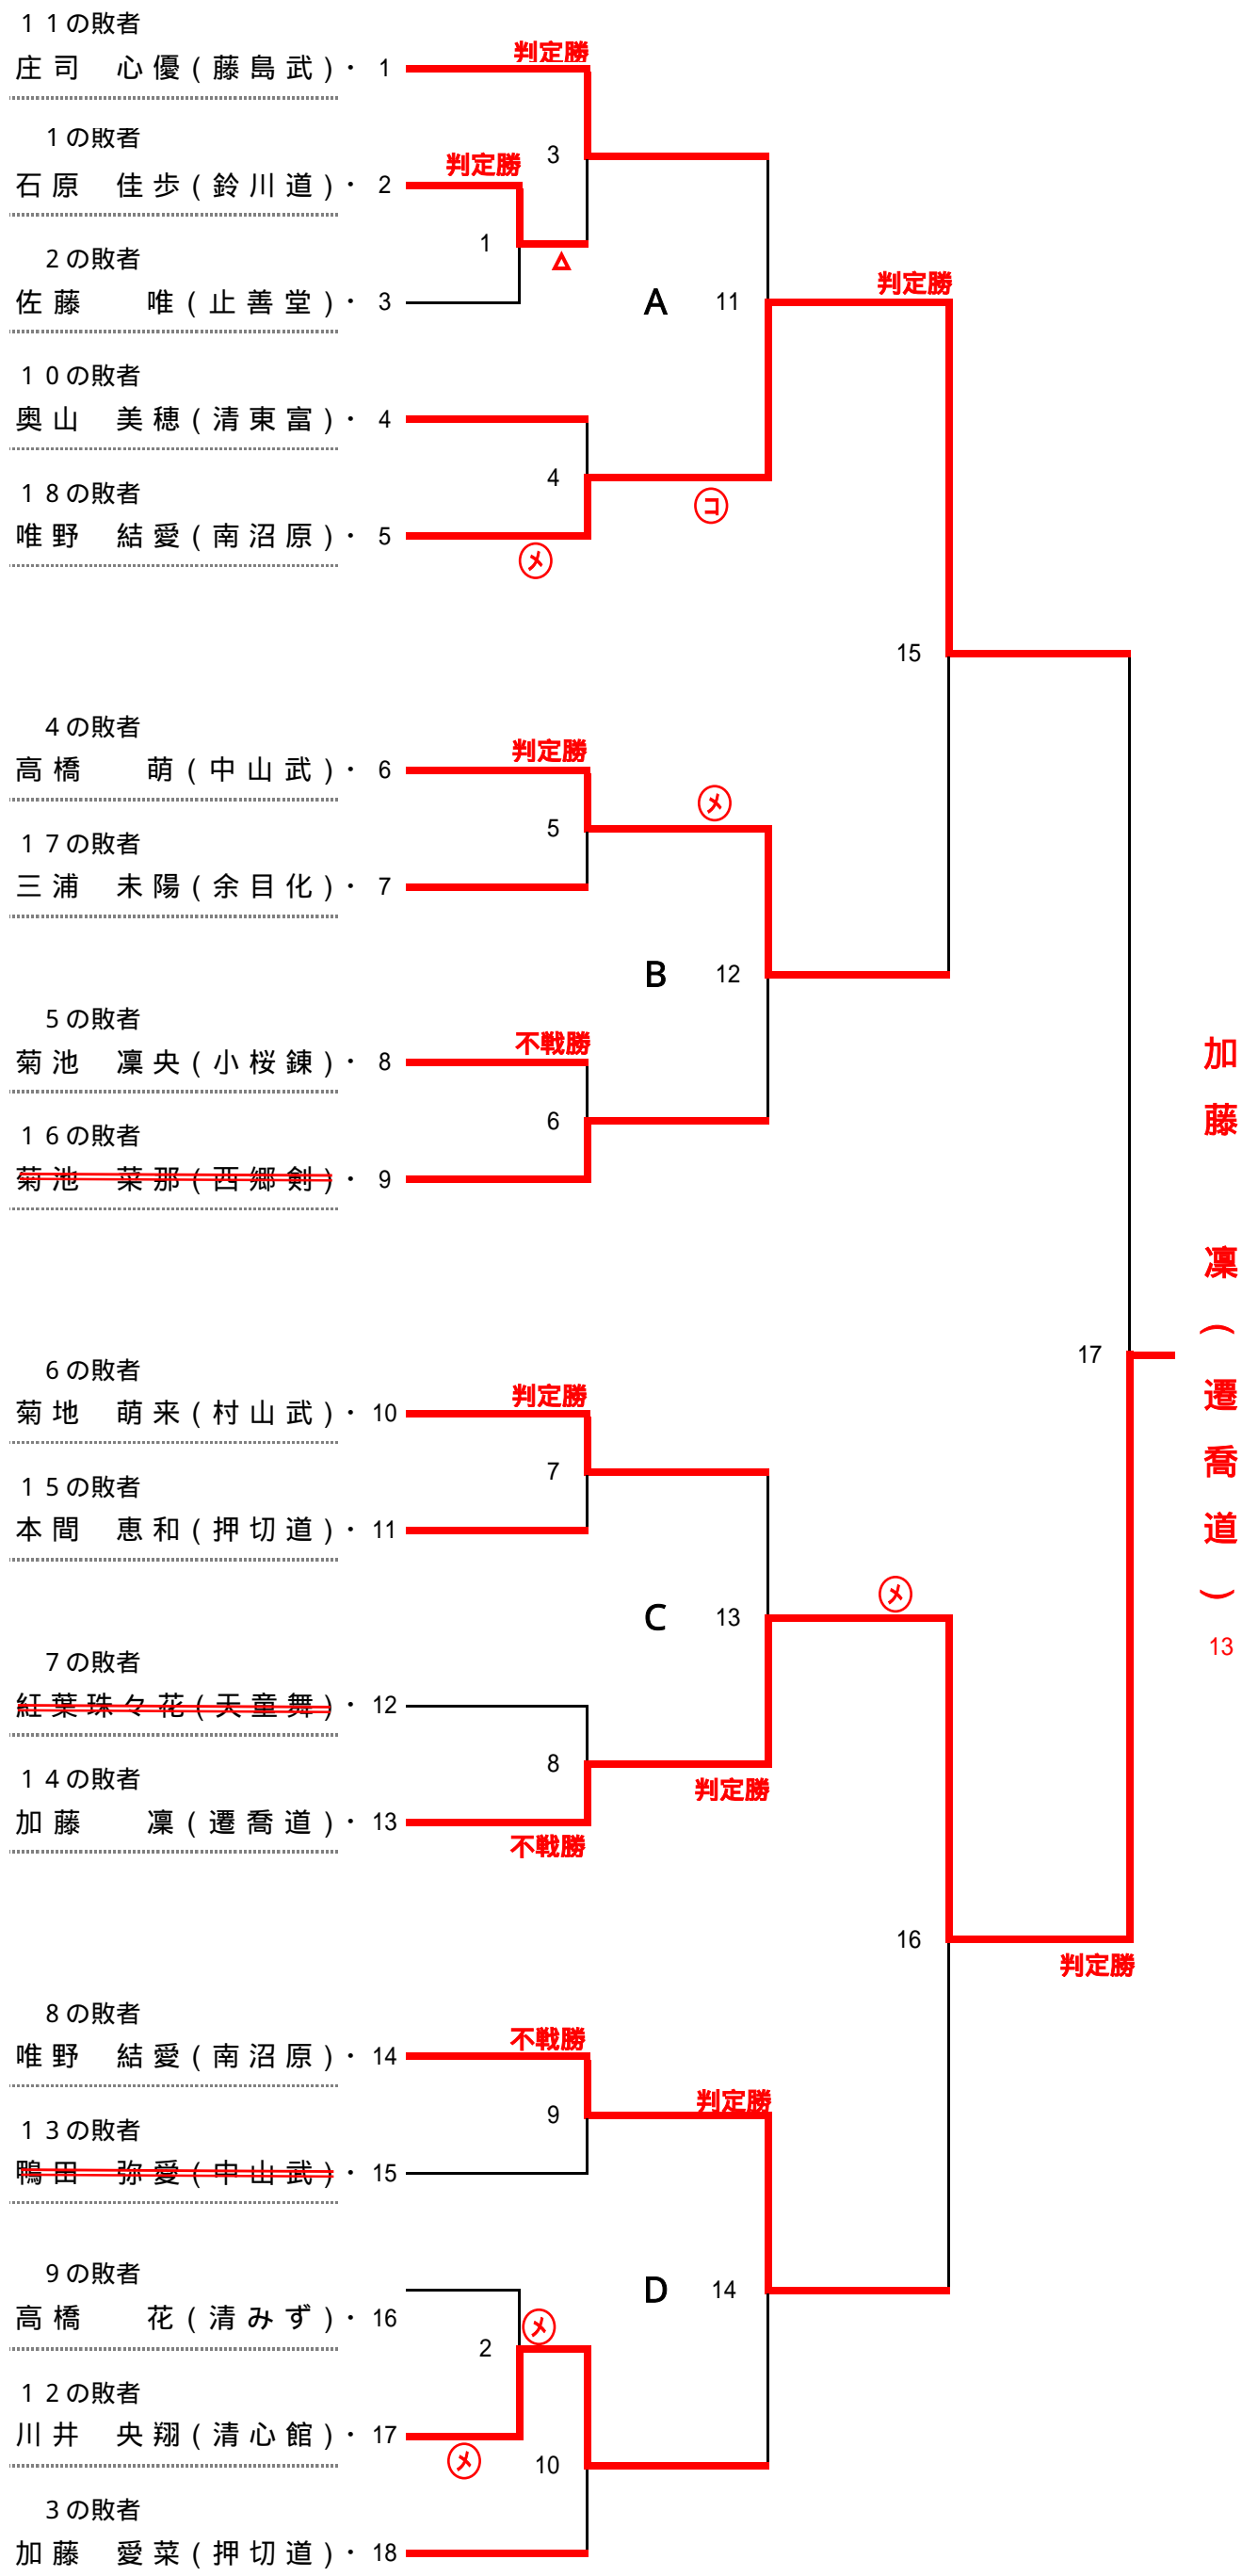 11の敗者
庄司 心優(藤島武)・ 1
判定勝
1の敗者
石原 佳歩(鈴川道)・ 2
判定勝
3
1
△
2の敗者
佐藤 唯(止善堂)・ 3
A
11
判定勝
10の敗者
奥山 美穂(清東富)・ 4
4
㋙
18の敗者
唯野 結愛(南沼原)・ 5
㋱
15
4の敗者
高橋 萌(中山武)・ 6
判定勝
㋱
5
17の敗者
三浦 未陽(余目化)・ 7
B
12
5の敗者
菊池 凜央(小桜錬)・ 8
不戦勝
6
16の敗者
菊池 菜那(西郷剣)・ 9
17
6の敗者
菊地 萌来(村山武)・ 10
判定勝
7
15の敗者
本間 恵和(押切道)・ 11
C
13
㋱
7の敗者
紅葉珠々花(天童舞)・ 12
8
判定勝
14の敗者
加藤 凜(遷喬道)・ 13
不戦勝
16
判定勝
8の敗者
唯野 結愛(南沼原)・ 14
不戦勝
判定勝
9
13の敗者
鴨田 弥愛(中山武)・ 15
9の敗者
高橋 花(清みず)・ 16
D
14
㋱
2
12の敗者
川井 央翔(清心館)・ 17
㋱
10
3の敗者
加藤 愛菜(押切道)・ 18
加藤 凜(遷喬道)13